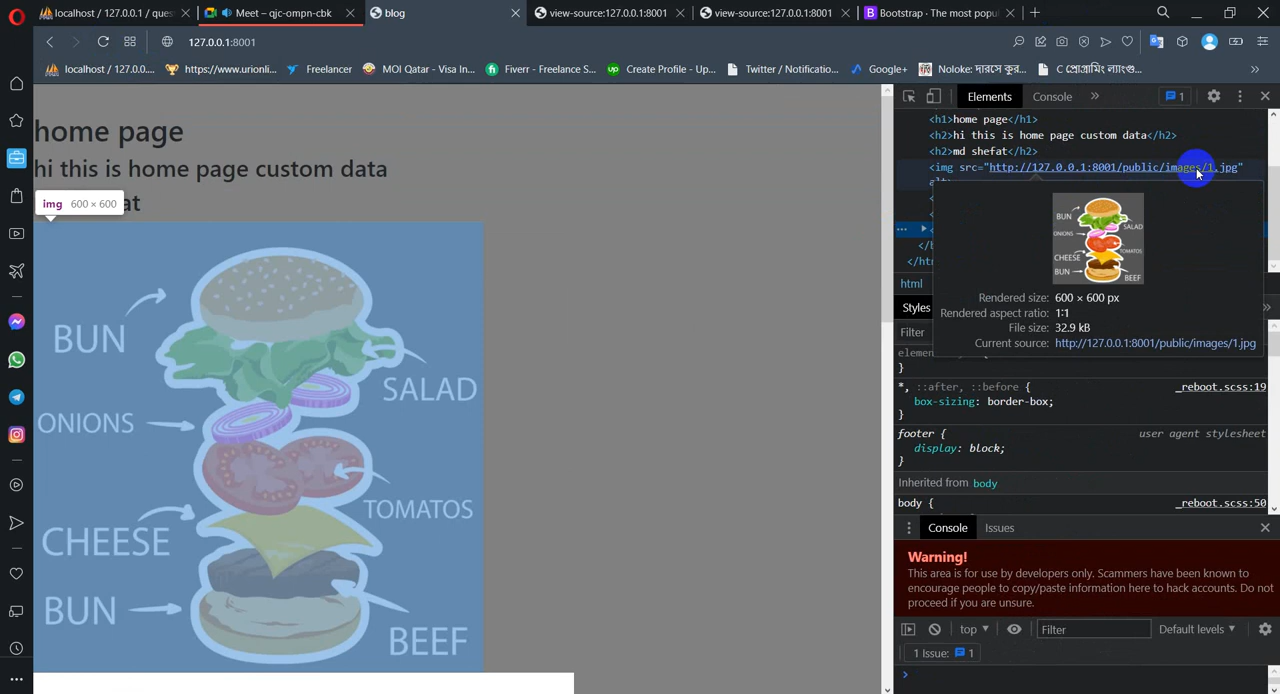 localhost / 127.0.0.1 / ques
Meet – qjc-ompn-cbk
blog
view-source:127.0.0.1:8001
view-source:127.0.0.1:8001
Bootstrap · The most popu
127.0.0.1:8001
localhost / 127.0.0....
https://www.urionli...
Freelancer
MOI Qatar - Visa In...
Fiverr - Freelance S...
Create Profile - Up...
Twitter / Notificatio...
Google+
Noloke: দারসে কুর...
C প্রোগ্রামিং ল্যাংগু...
home page
hi this is home page custom data
at
img 600 × 600
BUN
SALAD
ONIONS
TOMATOS
CHEESE
BUN
BEEF
Elements
Console
1
<h1>home page</h1>
<h2>hi this is home page custom data</h2>
<h2>md shefat</h2>
<img src="http://127.0.0.1:8001/public/images/1.jpg"
BUN
SALAD
ONIONS
TOMATOS
CHEESE
BUN
BEEF
Rendered size: 600 × 600 px
Rendered aspect ratio: 1:1
File size: 32.9 kB
Current source: http://127.0.0.1:8001/public/images/1.jpg
html
Styles
Filter
}
*, ::after, ::before {
_reboot.scss:19
box-sizing: border-box;
}
footer {
user agent stylesheet
display: block;
}
Inherited from body
body {
_reboot.scss:50
Console
Issues
Warning!
This area is for use by developers only. Scammers have been known to
encourage people to copy/paste information here to hack accounts. Do not
proceed if you are unsure.
top
Filter
Default levels
1 Issue: 1